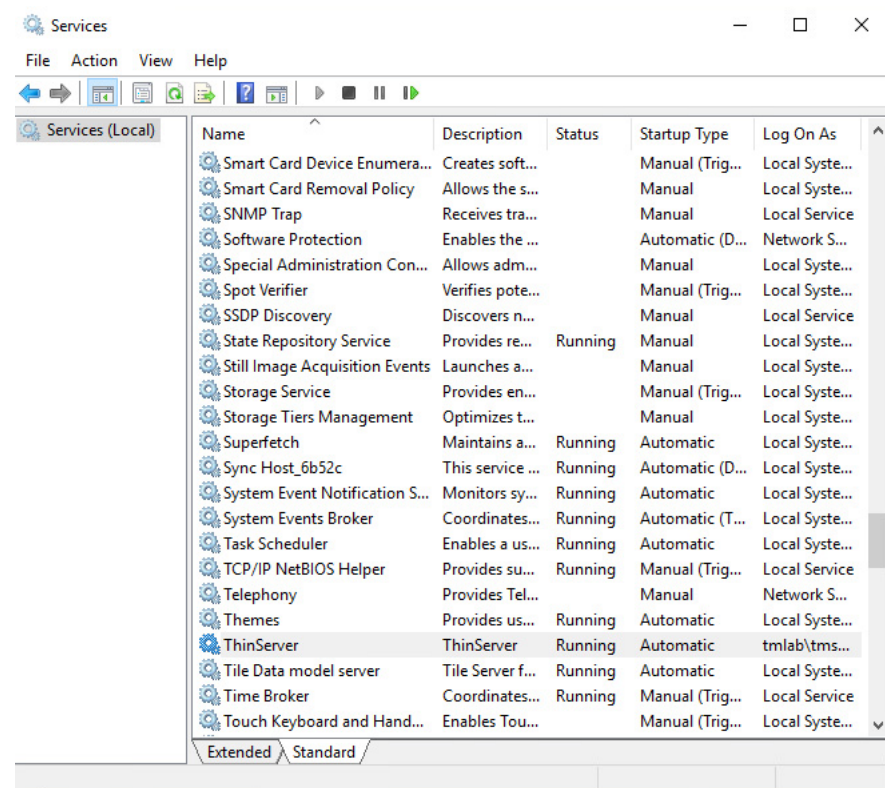 Services
File Action View Help
Services (Local)
Name Description Status Startup Type Log On As
Smart Card Device Enumera... Creates soft... Manual (Trig... Local Syste...
Smart Card Removal Policy Allows the s... Manual Local Syste...
SNMP Trap Receives tra... Manual Local Service
Software Protection Enables the ... Automatic (D... Network S...
Special Administration Con... Allows adm... Manual Local Syste...
Spot Verifier Verifies pote... Manual (Trig... Local Syste...
SSDP Discovery Discovers n... Manual Local Service
State Repository Service Provides re... Running Manual Local Syste...
Still Image Acquisition Events Launches a... Manual Local Syste...
Storage Service Provides en... Manual (Trig... Local Syste...
Storage Tiers Management Optimizes t... Manual Local Syste...
Superfetch Maintains a... Running Automatic Local Syste...
Sync Host_6b52c This service ... Running Automatic (D... Local Syste...
System Event Notification S... Monitors sy... Running Automatic Local Syste...
System Events Broker Coordinates... Running Automatic (T... Local Syste...
Task Scheduler Enables a us... Running Automatic Local Syste...
TCP/IP NetBIOS Helper Provides su... Running Manual (Trig... Local Service
Telephony Provides Tel... Manual Network S...
Themes Provides us... Running Automatic Local Syste...
ThinServer ThinServer Running Automatic tmlab\tms...
Tile Data model server Tile Server f... Running Automatic Local Syste...
Time Broker Coordinates... Running Manual (Trig... Local Service
Touch Keyboard and Hand... Enables Tou... Manual (Trig... Local Syste...
Extended Standard